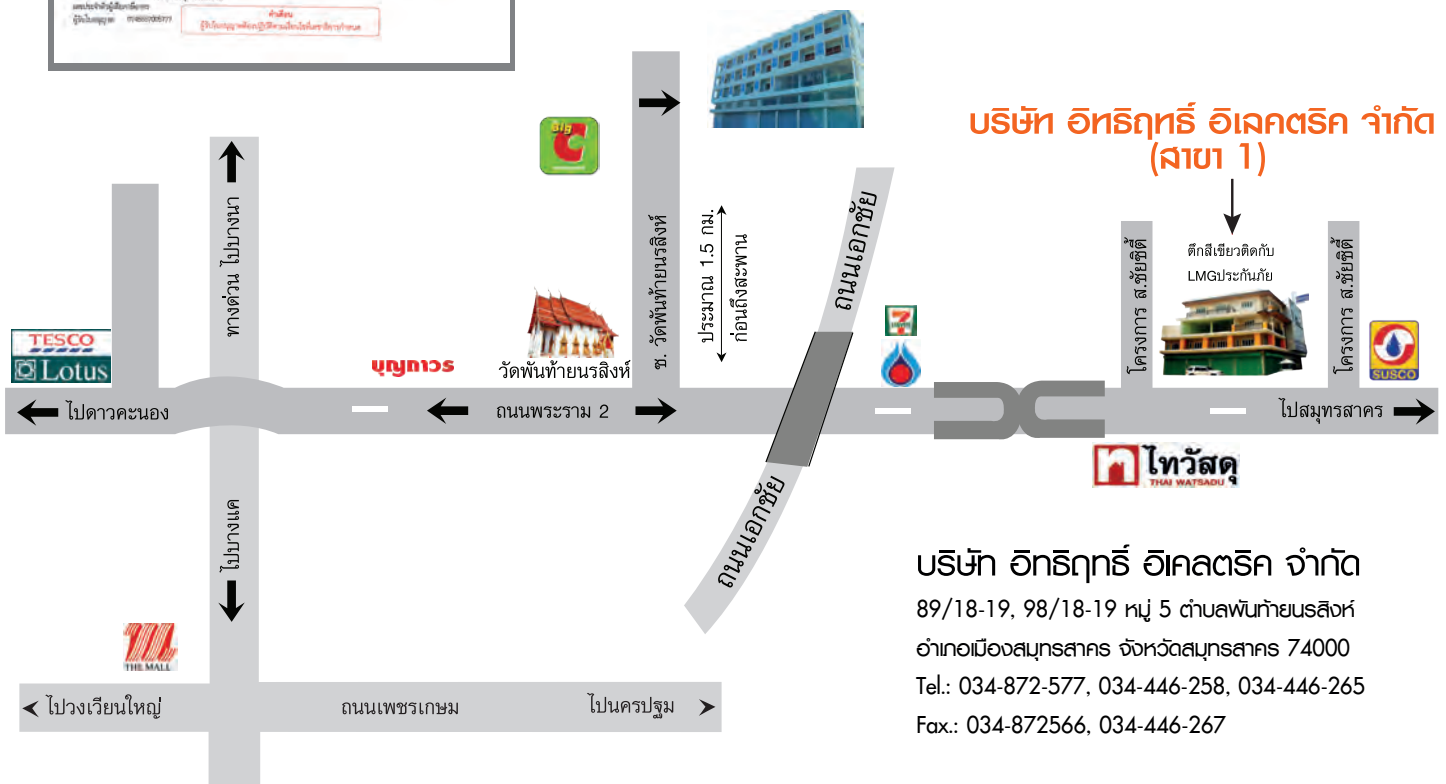 คำเตือน
Big C
บริษัท อิทธิฤทธิ์ อิเลคตริค จำกัด
(สาขา 1)
ทางด่วน ไปบางนา
ซ. วัดพันท้ายนรสิงห์
ประมาณ 1.5 กม.
ก่อนถึงสะพาน
ถนนเอกชัย
โครงการ ส.ชัยซิตี้
ตึกสีเขียวติดกับ
LMGประกันภัย
โครงการ ส.ชัยซิตี้
TESCO
Lotus
บุญถาวร
วัดพันท้ายนรสิงห์
7 ELEVEN
SUSCO
ไปดาวคะนอง
ถนนพระราม 2
ไปสมุทรสาคร
ไทวัสดุ
THAI WATSADU
ถนนเอกชัย
ไปบางแค
THE MALL
ไปวงเวียนใหญ่
ถนนเพชรเกษม
ไปนครปฐม
บริษัท อิทธิฤทธิ์ อิเคลตริค จำกัด
89/18-19, 98/18-19 หมู่ 5 ตำบลพันท้ายนรสิงห์
อำเภอเมืองสมุทรสาคร จังหวัดสมุทรสาคร 74000
Tel.: 034-872-577, 034-446-258, 034-446-265
Fax.: 034-872566, 034-446-267